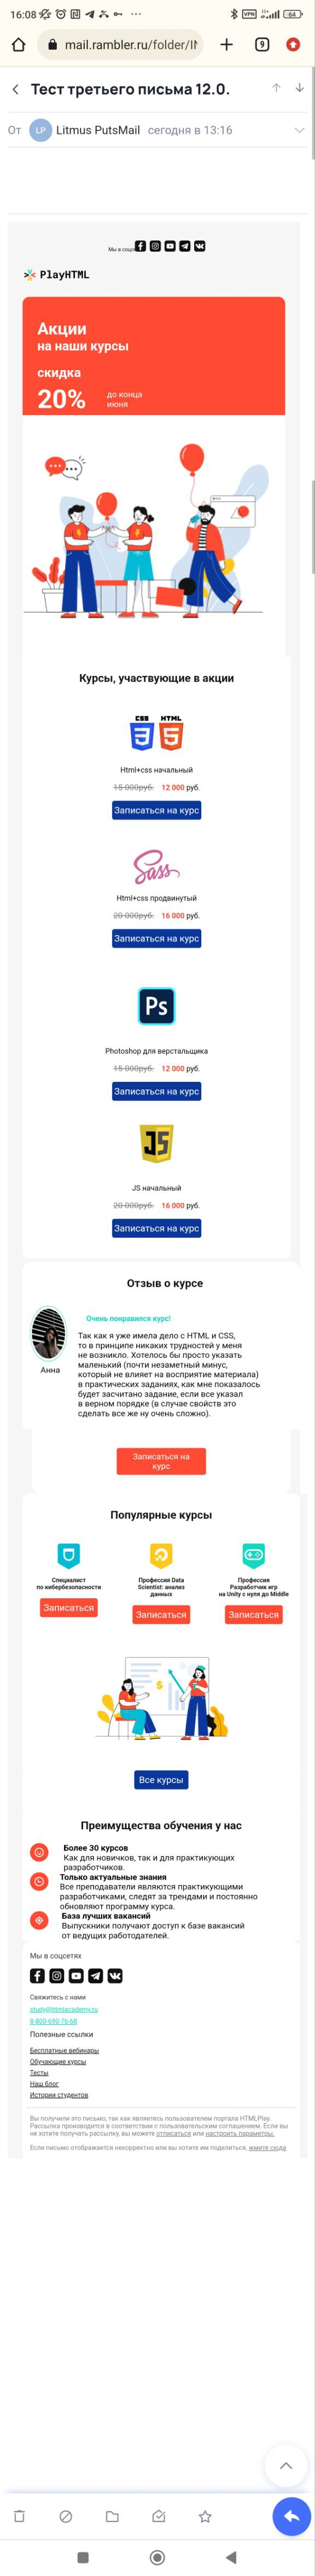 16:08
VPN
64
mail.rambler.ru/folder/I
9
Тест третьего письма 12.0.
От LP Litmus PutsMail сегодня в 13:16
Мы в соцс
PlayHTML
Акции
на наши курсы
скидка
20% до конца
июня
Курсы, участвующие в акции
CSS HTML
3 5
Html+css начальный
15 000руб. 12 000 руб.
Записаться на курс
Sass
Html+css продвинутый
20 000руб. 16 000 руб.
Записаться на курс
Ps
Photoshop для верстальщика
15 000руб. 12 000 руб.
Записаться на курс
JS
JS начальный
20 000руб. 16 000 руб.
Записаться на курс
Отзыв о курсе
Очень понравился курс!
Анна
Так как я уже имела дело с HTML и CSS,
то в принципе никаких трудностей у меня
не возникло. Хотелось бы просто указать
маленький (почти незаметный минус,
который не влияет на восприятие материала)
в практических заданиях, как мне показалось
будет засчитано задание, если все указал
в верном порядке (в случае свойств это
сделать все же ну очень сложно).
Записаться на
курс
Популярные курсы
Специалист
по кибербезопасности
Записаться
Профессия Data
Scientist: анализ
данных
Записаться
Профессия
Разработчик игр
на Unity с нуля до Middle
Записаться
$
Все курсы
Преимущества обучения у нас
Более 30 курсов
Как для новичков, так и для практикующих
разработчиков.
Только актуальные знания
Все преподаватели являются практикующими
разработчиками, следят за трендами и постоянно
обновляют программу курса.
База лучших вакансий
Выпускники получают доступ к базе вакансий
от ведущих работодателей.
Мы в соцсетях
Свяжитесь с нами
study@htmlacademy.ru
8-800-690-76-68
Полезные ссылки
Бесплатные вебинары
Обучающие курсы
Тесты
Наш блог
Истории студентов
Вы получили это письмо, так как являетесь пользователем портала HTMLPlay.
Рассылка производится в соответствии с пользовательским соглашением. Если вы
не хотите получать рассылку, вы можете отписаться или настроить параметры.
Если письмо отображается некорректно или вы хотите им поделиться, жмите сюда